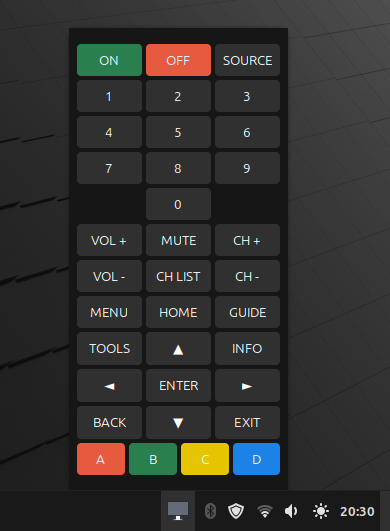 ON OFF SOURCE
1 2 3
4 5 6
7 8 9
0
VOL + MUTE CH +
VOL - CH LIST CH -
MENU HOME GUIDE
TOOLS ▲ INFO
◄ ENTER ►
BACK ▼ EXIT
A B C D
20:30